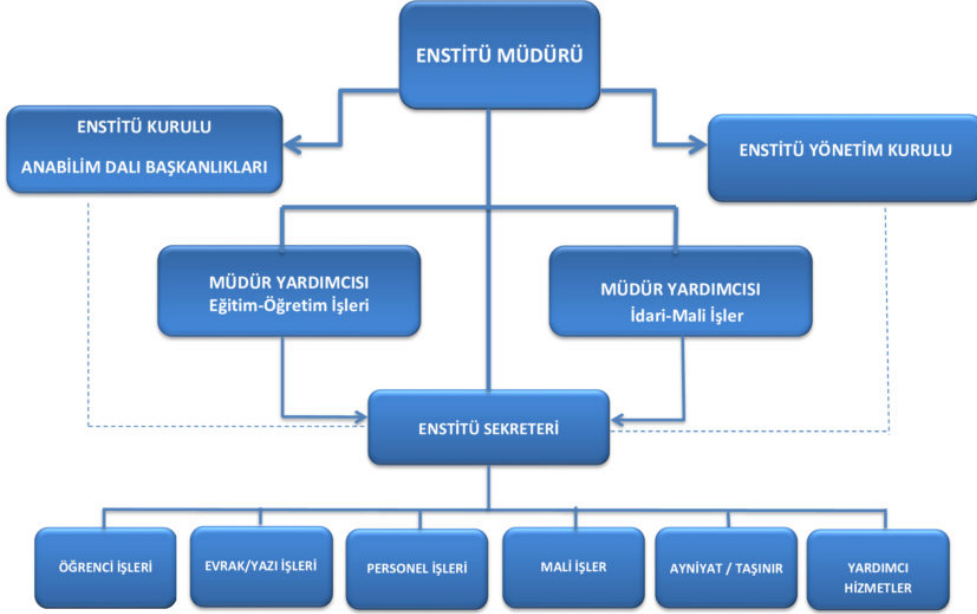 ENSTİTÜ MÜDÜRÜ
ENSTİTÜ KURULU
ANABİLİM DALI BAŞKANLIKLARI
ENSTİTÜ YÖNETİM KURULU
MÜDÜR YARDIMCISI
Eğitim-Öğretim İşleri
MÜDÜR YARDIMCISI
İdari-Mali İşler
ENSTİTÜ SEKRETERİ
ÖĞRENCİ İŞLERİ
EVRAK/YAZI İŞLERİ
PERSONEL İŞLERİ
MALİ İŞLER
AYNİYAT / TAŞINIR
YARDIMCI
HİZMETLER